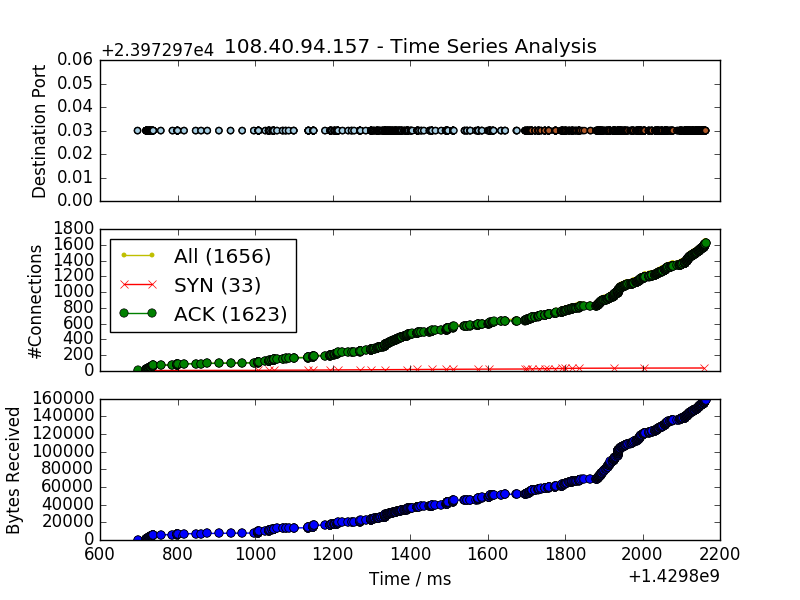 +2.397297e4 108.40.94.157 - Time Series Analysis
0.06
0.05
0.04
0.03
0.02
0.01
0.00
Destination Port
1800
1600
1400
1200
1000
800
600
400
200
0
#Connections
All (1656)
SYN (33)
ACK (1623)
160000
140000
120000
100000
80000
60000
40000
20000
0
Bytes Received
600 800 1000 1200 1400 1600 1800 2000 2200
Time / ms
+1.4298e9